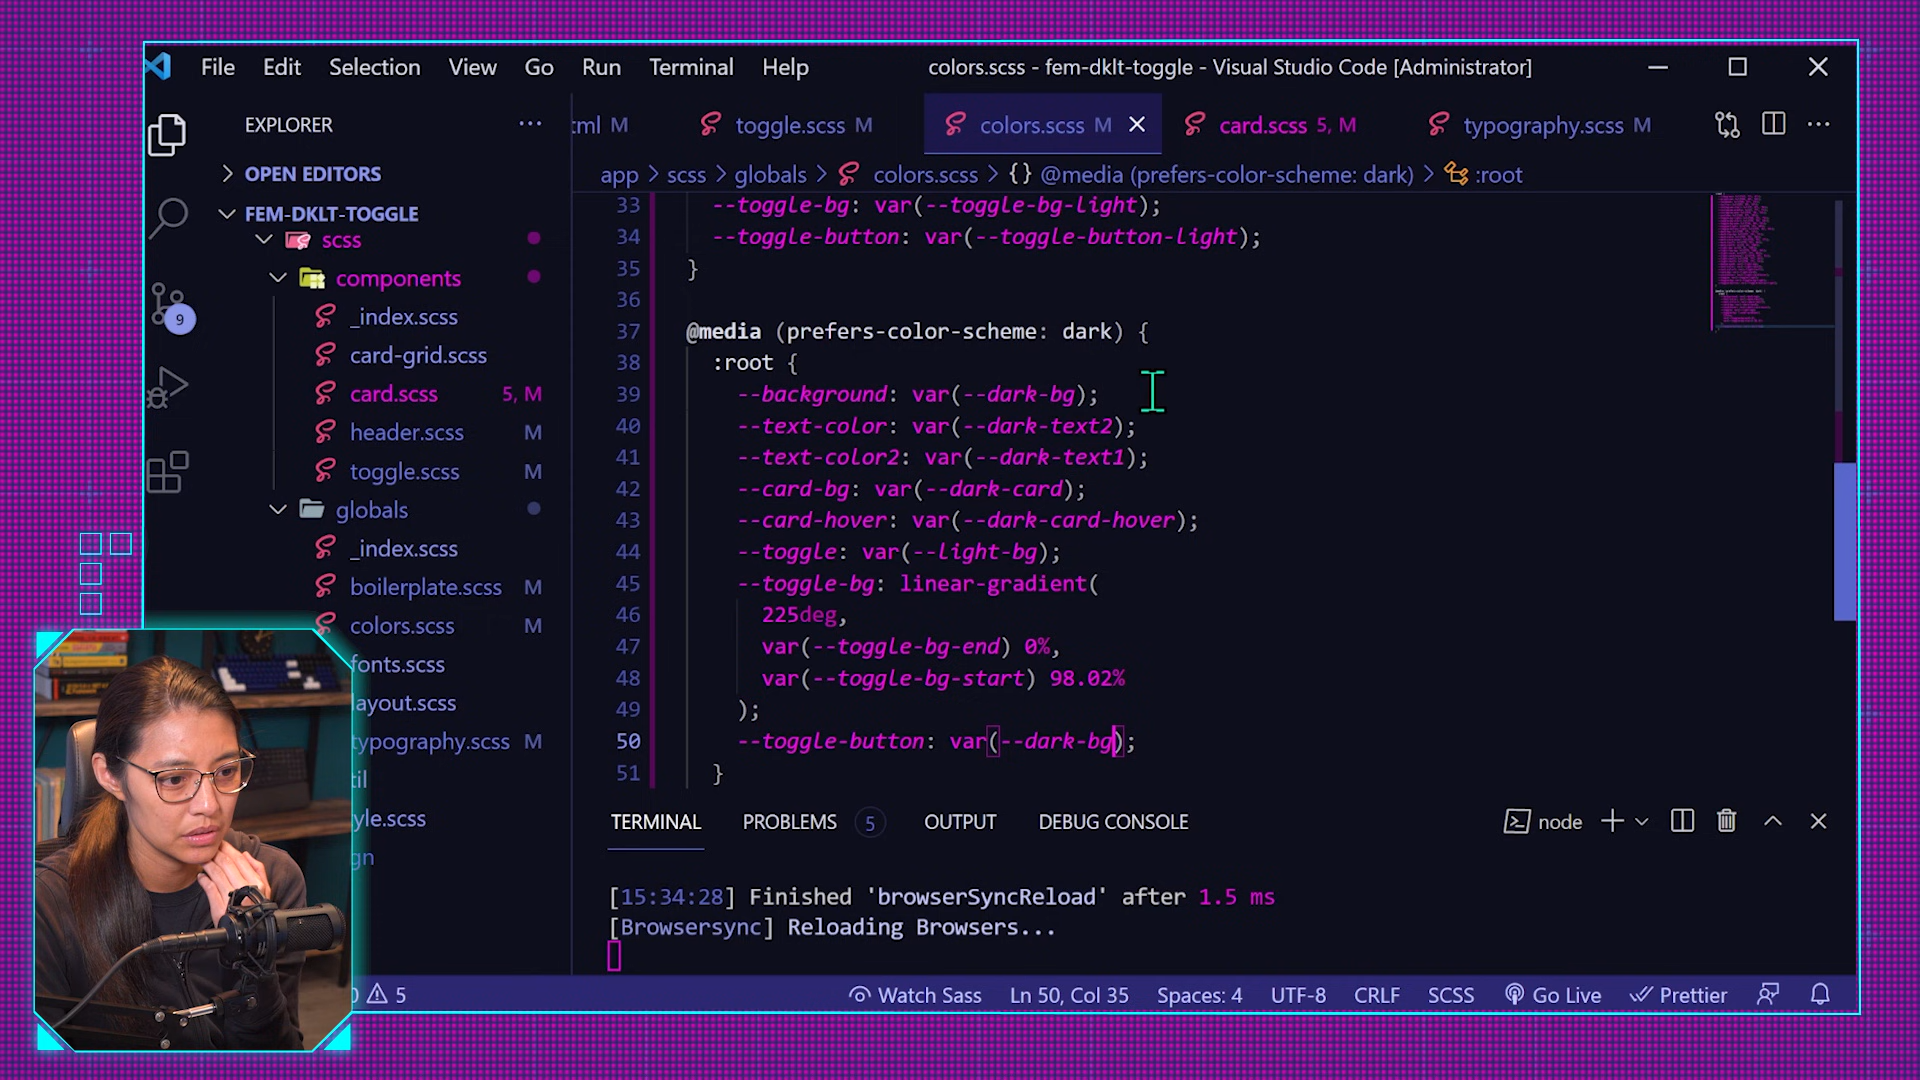 File Edit Selection View Go Run Terminal Help
colors.scss - fem-dklt-toggle - Visual Studio Code [Administrator]
EXPLORER
tml M
toggle.scss M
colors.scss M
card.scss 5, M
typography.scss M
app > scss > globals > colors.scss > {} @media (prefers-color-scheme: dark) > :root
OPEN EDITORS
FEM-DKLT-TOGGLE
scss
components
_index.scss
card-grid.scss
card.scss 5, M
header.scss M
toggle.scss M
globals
_index.scss
boilerplate.scss M
colors.scss M
fonts.scss
layout.scss
typography.scss M
til
yle.scss
gn
9
33 --toggle-bg: var(--toggle-bg-light);
34 --toggle-button: var(--toggle-button-light);
35 }
36
37 @media (prefers-color-scheme: dark) {
38 :root {
39 --background: var(--dark-bg);
40 --text-color: var(--dark-text2);
41 --text-color2: var(--dark-text1);
42 --card-bg: var(--dark-card);
43 --card-hover: var(--dark-card-hover);
44 --toggle: var(--light-bg);
45 --toggle-bg: linear-gradient(
46 225deg,
47 var(--toggle-bg-end) 0%,
48 var(--toggle-bg-start) 98.02%
49 );
50 --toggle-button: var(--dark-bg);
51 }
TERMINAL PROBLEMS 5 OUTPUT DEBUG CONSOLE
node
[15:34:28] Finished 'browserSyncReload' after 1.5 ms
[Browsersync] Reloading Browsers...
5
Watch Sass Ln 50, Col 35 Spaces: 4 UTF-8 CRLF SCSS Go Live Prettier